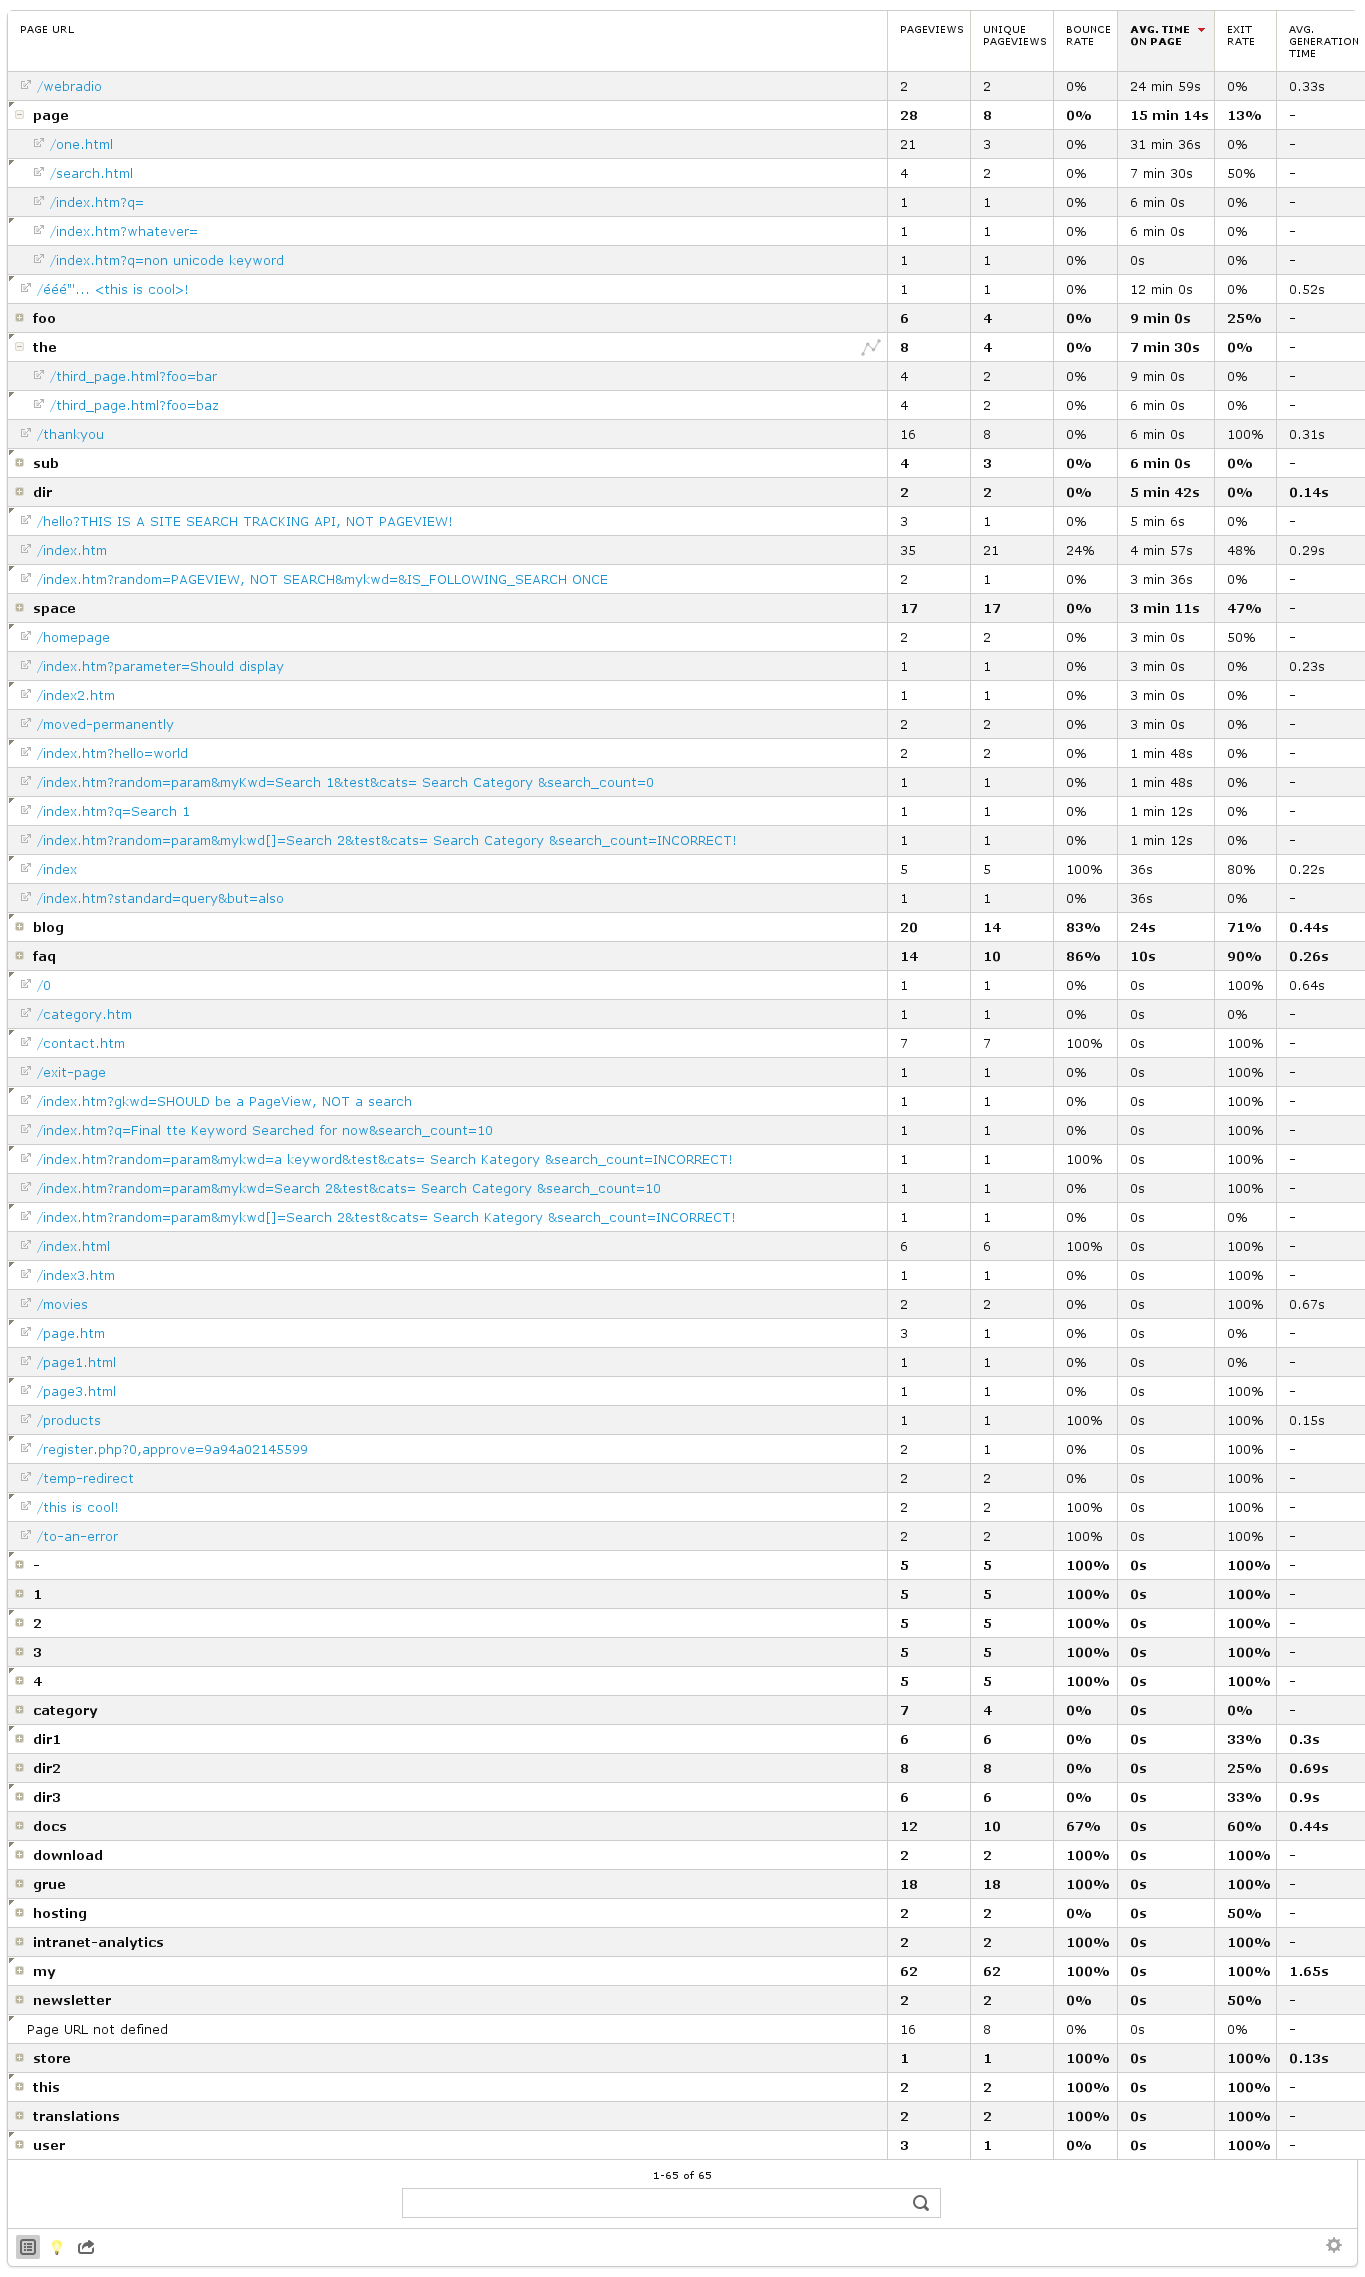 PAGE URL PAGEVIEWS UNIQUE PAGEVIEWS BOUNCE RATE AVG. TIME ON PAGE EXIT RATE AVG. GENERATION TIME
/webradio 2 2 0% 24 min 59s 0% 0.33s
page 28 8 0% 15 min 14s 13% -
/one.html 21 3 0% 31 min 36s 0% -
/search.html 4 2 0% 7 min 30s 50% -
/index.htm?q= 1 1 0% 6 min 0s 0% -
/index.htm?whatever= 1 1 0% 6 min 0s 0% -
/index.htm?q=non unicode keyword 1 1 0% 0s 0% -
/ééé"'... <this is cool>! 1 1 0% 12 min 0s 0% 0.52s
foo 6 4 0% 9 min 0s 25% -
the 8 4 0% 7 min 30s 0% -
/third_page.html?foo=bar 4 2 0% 9 min 0s 0% -
/third_page.html?foo=baz 4 2 0% 6 min 0s 0% -
/thankyou 16 8 0% 6 min 0s 100% 0.31s
sub 4 3 0% 6 min 0s 0% -
dir 2 2 0% 5 min 42s 0% 0.14s
/hello?THIS IS A SITE SEARCH TRACKING API, NOT PAGEVIEW! 3 1 0% 5 min 6s 0% -
/index.htm 35 21 24% 4 min 57s 48% 0.29s
/index.htm?random=PAGEVIEW, NOT SEARCH&mykwd=&IS_FOLLOWING_SEARCH ONCE 2 1 0% 3 min 36s 0% -
space 17 17 0% 3 min 11s 47% -
/homepage 2 2 0% 3 min 0s 50% -
/index.htm?parameter=Should display 1 1 0% 3 min 0s 0% 0.23s
/index2.htm 1 1 0% 3 min 0s 0% -
/moved-permanently 2 2 0% 3 min 0s 0% -
/index.htm?hello=world 2 2 0% 1 min 48s 0% -
/index.htm?random=param&myKwd=Search 1&test&cats= Search Category &search_count=0 1 1 0% 1 min 48s 0% -
/index.htm?q=Search 1 1 1 0% 1 min 12s 0% -
/index.htm?random=param&mykwd[]=Search 2&test&cats= Search Category &search_count=INCORRECT! 1 1 0% 1 min 12s 0% -
/index 5 5 100% 36s 80% 0.22s
/index.htm?standard=query&but=also 1 1 0% 36s 0% -
blog 20 14 83% 24s 71% 0.44s
faq 14 10 86% 10s 90% 0.26s
/0 1 1 0% 0s 100% 0.64s
/category.htm 1 1 0% 0s 0% -
/contact.htm 7 7 100% 0s 100% -
/exit-page 1 1 0% 0s 100% -
/index.htm?gkwd=SHOULD be a PageView, NOT a search 1 1 0% 0s 100% -
/index.htm?q=Final tte Keyword Searched for now&search_count=10 1 1 0% 0s 100% -
/index.htm?random=param&mykwd=a keyword&test&cats= Search Kategory &search_count=INCORRECT! 1 1 100% 0s 100% -
/index.htm?random=param&mykwd=Search 2&test&cats= Search Category &search_count=10 1 1 0% 0s 100% -
/index.htm?random=param&mykwd[]=Search 2&test&cats= Search Kategory &search_count=INCORRECT! 1 1 0% 0s 0% -
/index.html 6 6 100% 0s 100% -
/index3.htm 1 1 0% 0s 100% -
/movies 2 2 0% 0s 100% 0.67s
/page.htm 3 1 0% 0s 0% -
/page1.html 1 1 0% 0s 0% -
/page3.html 1 1 0% 0s 100% -
/products 1 1 100% 0s 100% 0.15s
/register.php?0,approve=9a94a02145599 2 1 0% 0s 100% -
/temp-redirect 2 2 0% 0s 100% -
/this is cool! 2 2 100% 0s 100% -
/to-an-error 2 2 100% 0s 100% -
- 5 5 100% 0s 100% -
1 5 5 100% 0s 100% -
2 5 5 100% 0s 100% -
3 5 5 100% 0s 100% -
4 5 5 100% 0s 100% -
category 7 4 0% 0s 0% -
dir1 6 6 0% 0s 33% 0.3s
dir2 8 8 0% 0s 25% 0.69s
dir3 6 6 0% 0s 33% 0.9s
docs 12 10 67% 0s 60% 0.44s
download 2 2 100% 0s 100% -
grue 18 18 100% 0s 100% -
hosting 2 2 0% 0s 50% -
intranet-analytics 2 2 100% 0s 100% -
my 62 62 100% 0s 100% 1.65s
newsletter 2 2 0% 0s 50% -
Page URL not defined 16 8 0% 0s 0% -
store 1 1 100% 0s 100% 0.13s
this 2 2 100% 0s 100% -
translations 2 2 100% 0s 100% -
user 3 1 0% 0s 100% -
1-65 of 65